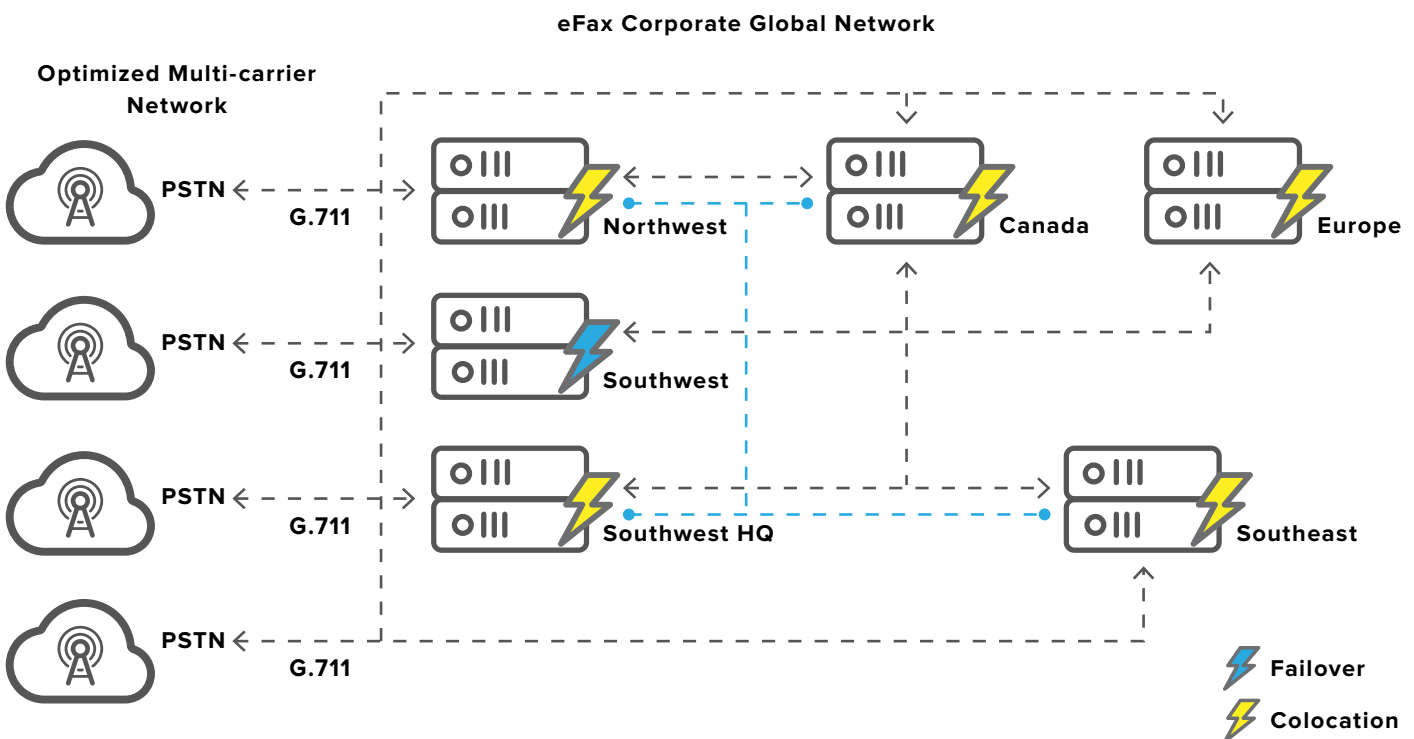 eFax Corporate Global Network
Optimized Multi-carrier
Network
PSTN
G.711
Northwest
Canada
Europe
PSTN
G.711
Southwest
PSTN
G.711
Southwest HQ
Southeast
PSTN
G.711
Failover
Colocation